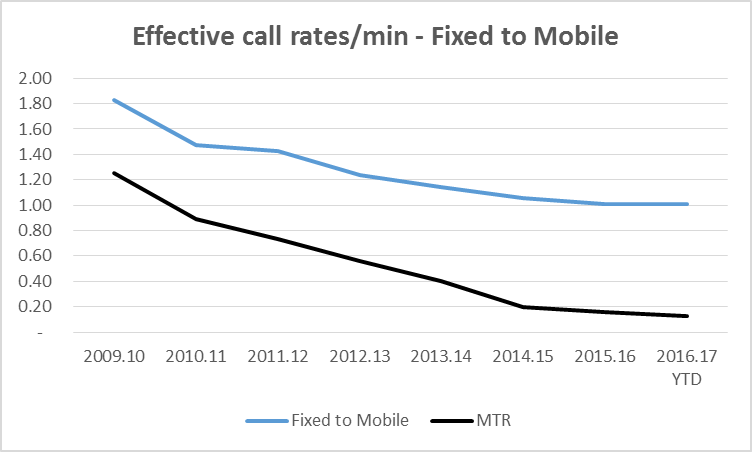 Effective call rates/min - Fixed to Mobile
2.00
1.80
1.60
1.40
1.20
1.00
0.80
0.60
0.40
0.20
-
2009.10 2010.11 2011.12 2012.13 2013.14 2014.15 2015.16 2016.17
YTD
Fixed to Mobile MTR